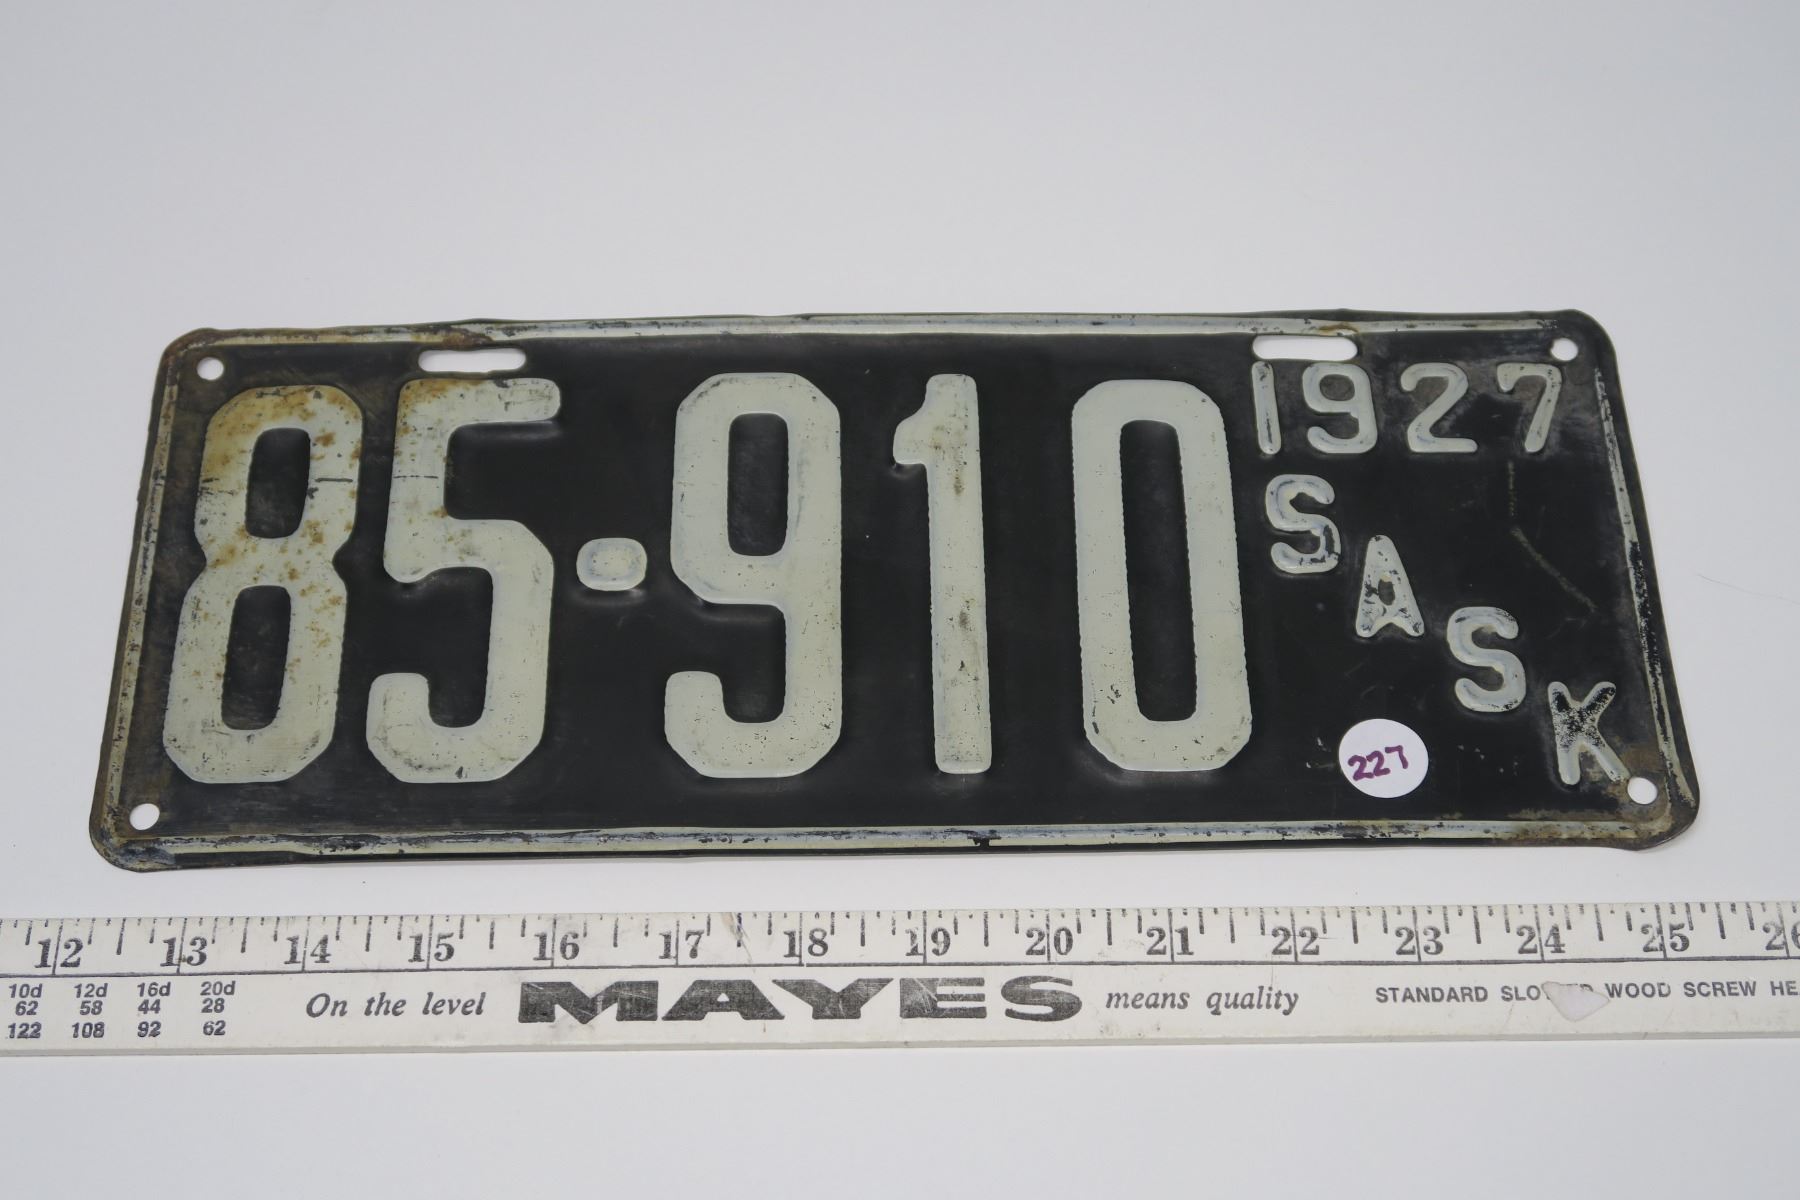 85·910
1927
SASK
227
12 13 14 15 16 17 18 19 20 21 22 23 24 25 26
10d 12d 16d 20d
62 58 44 28
122 108 92 62
On the level MAYES means quality
STANDARD WOOD SCREW